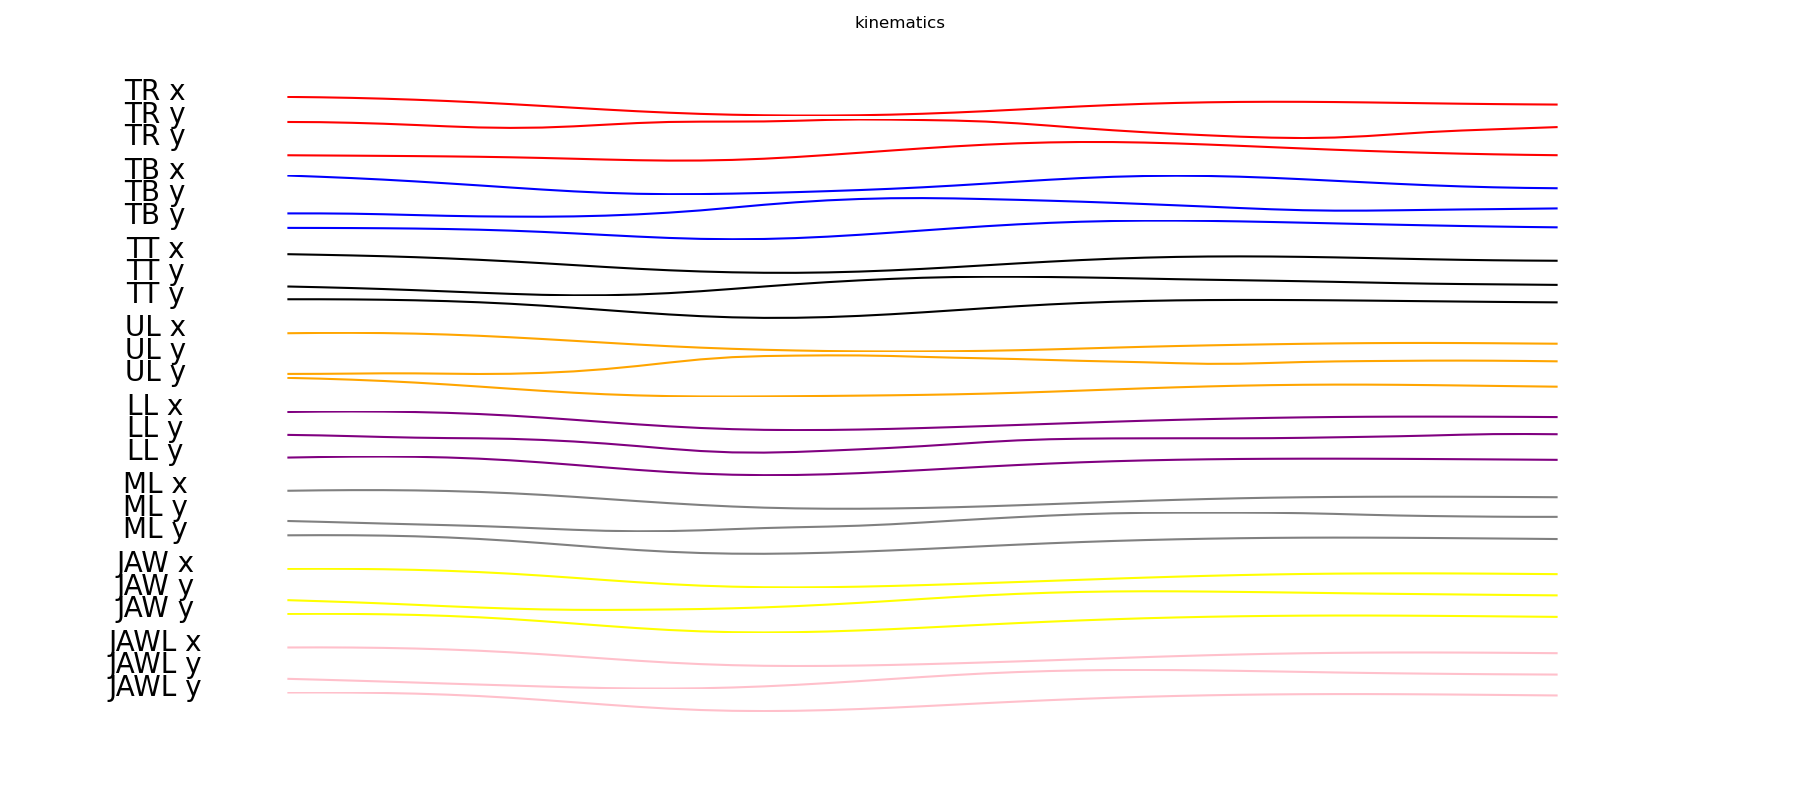 kinematics
TR x
TR y
TR y
TB x
TB y
TB y
TT x
TT y
TT y
UL x
UL y
UL y
LL x
LL y
LL y
ML x
ML y
ML y
JAW x
JAW y
JAW y
JAWL x
JAWL y
JAWL y